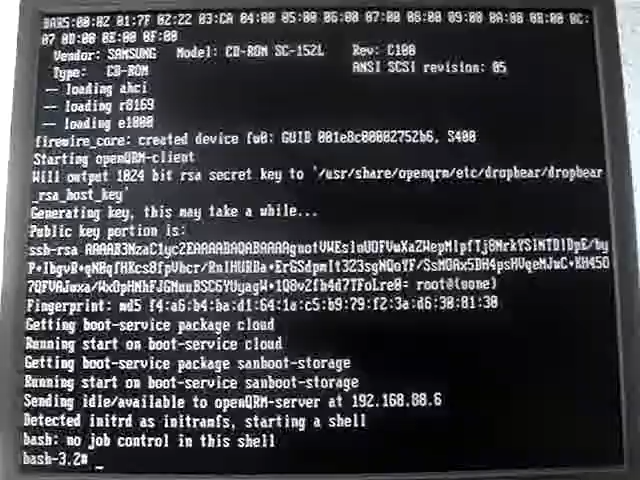 BARS:00:02 01:7F 02:22 03:CA 04:00 05:00 06:00 07:00 08:00 09:00 0A:00 0B:00 0C:
07 0D:00 0E:00 0F:00
Vendor: SAMSUNG Model: CD-ROM SC-152L Rev: C100
Type: CD-ROM ANSI SCSI revision: 05
-- loading ahci
-- loading r8169
-- loading e1000
firewire_core: created device fw0: GUID 001e8c00002752b6, S400
Starting openQRM-client
Will output 1024 bit rsa secret key to '/usr/share/openqrm/etc/dropbear/dropbear
_rsa_host_key'
Generating key, this may take a while...
Public key portion is:
ssh-rsa
root@(none)
Fingerprint: md5 f4:a6:b4:ba:d1:64:1a:c5:b9:79:f2:3a:d6:30:81:30
Getting boot-service package cloud
Running start on boot-service cloud
Getting boot-service package sanboot-storage
Running start on boot-service sanboot-storage
Sending idle/available to openQRM-server at 192.168.88.6
Detected initrd as initramfs, starting a shell
bash: no job control in this shell
bash-3.2# _